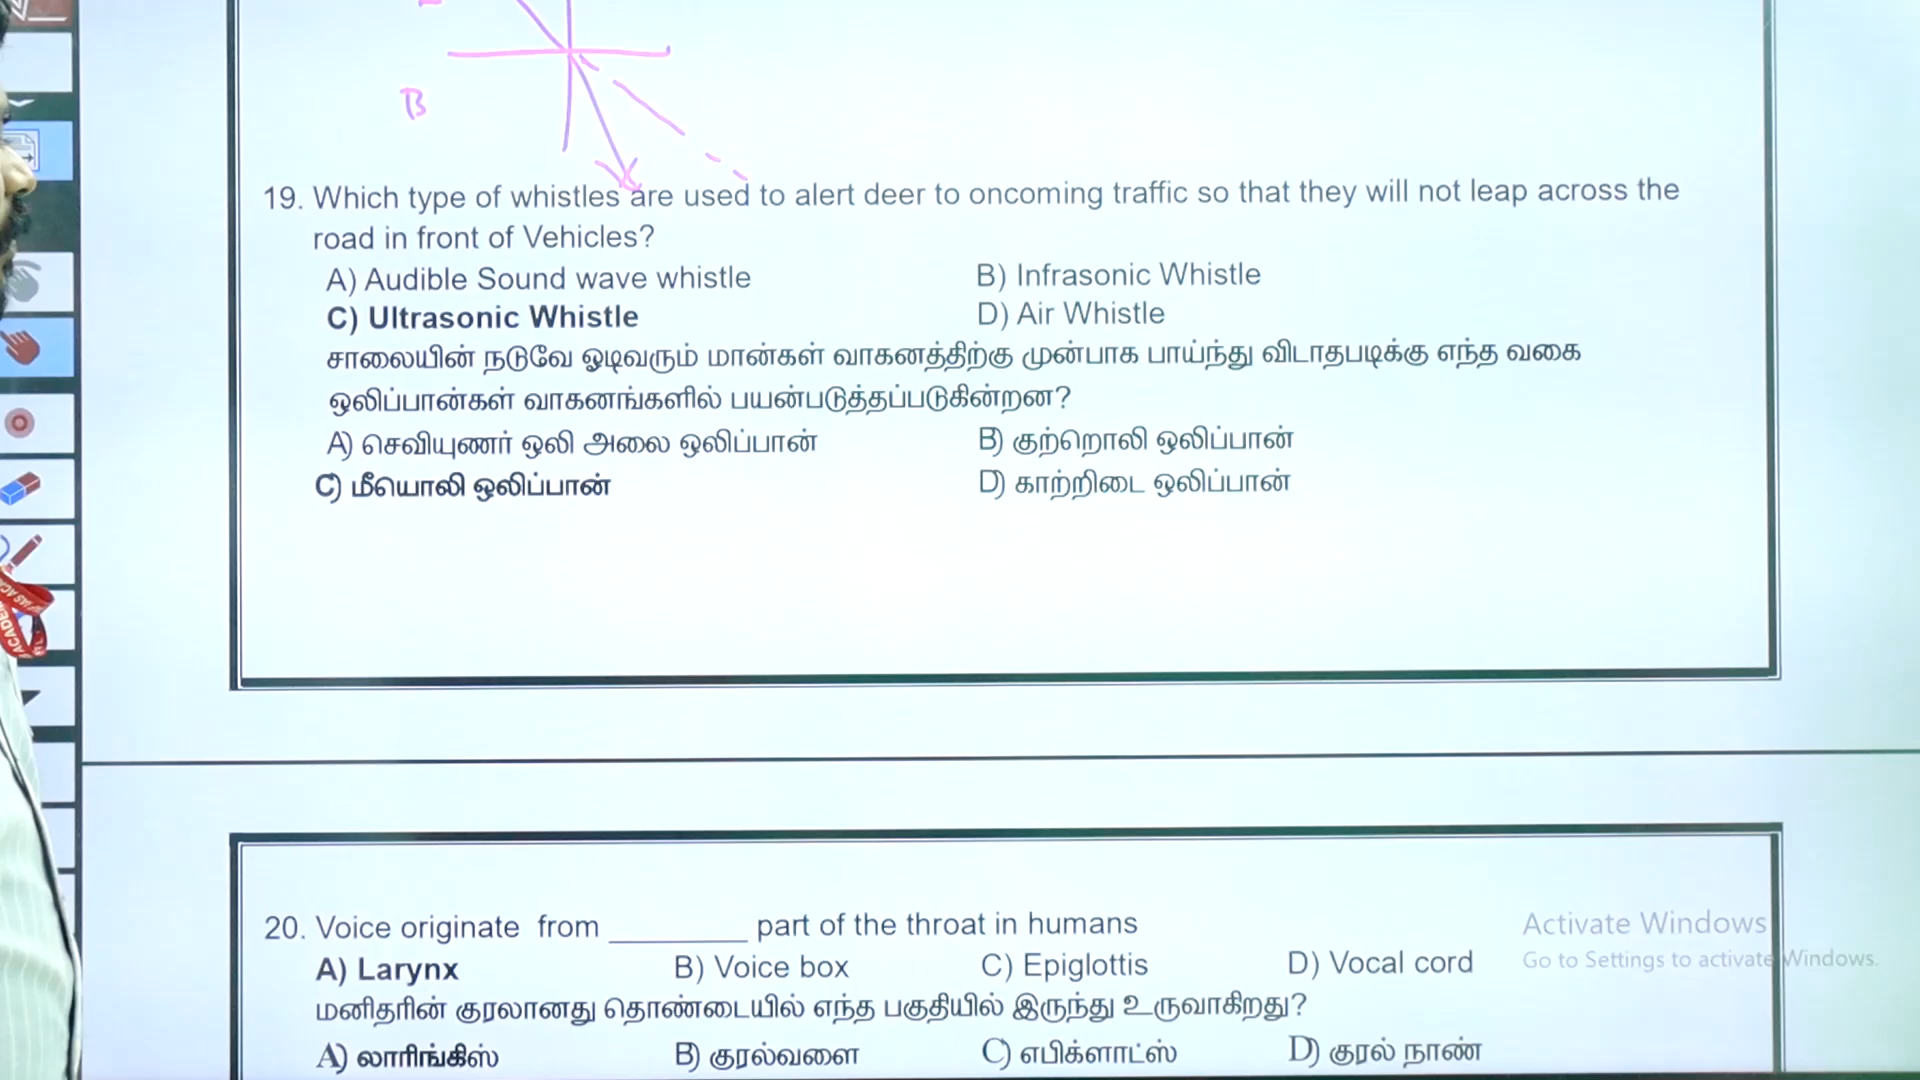 B
19. Which type of whistles are used to alert deer to oncoming traffic so that they will not leap across the
road in front of Vehicles?
A) Audible Sound wave whistle B) Infrasonic Whistle
C) Ultrasonic Whistle D) Air Whistle
சாலையின் நடுவே ஓடிவரும் மான்கள் வாகனத்திற்கு முன்பாக பாய்ந்து விடாதபடிக்கு எந்த வகை
ஒலிப்பான்கள் வாகனங்களில் பயன்படுத்தப்படுகின்றன?
A) செவியுணர் ஒலி அலை ஒலிப்பான் B) குற்றொலி ஒலிப்பான்
C) மீயொலி ஒலிப்பான் D) காற்றிடை ஒலிப்பான்
20. Voice originate from _________ part of the throat in humans
A) Larynx B) Voice box C) Epiglottis D) Vocal cord
மனிதரின் குரலானது தொண்டையில் எந்த பகுதியில் இருந்து உருவாகிறது?
A) லாரிங்கிஸ் B) குரல்வளை C) எபிக்ளாட்ஸ் D) குரல் நாண்
Activate Windows
Go to Settings to activate Windows.